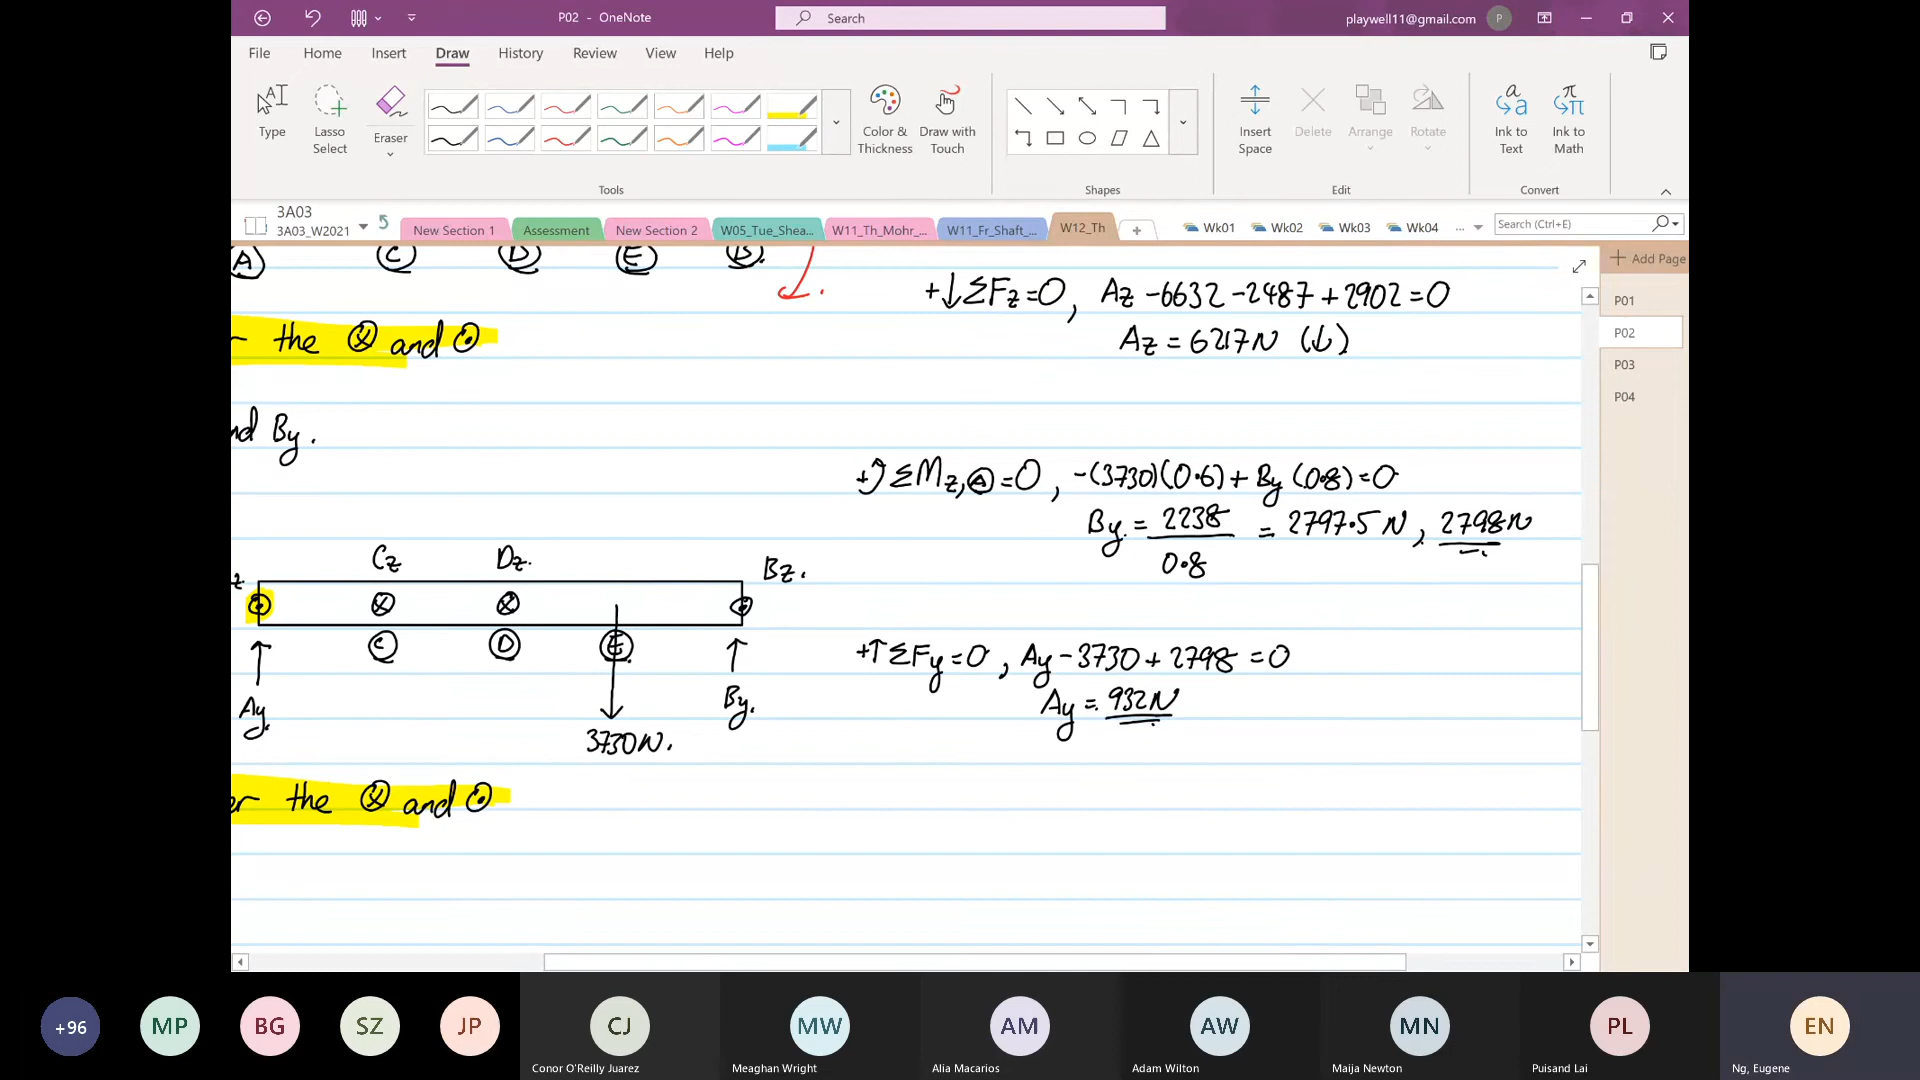 P02 - OneNote
Search
playwell11@gmail.com
P
File Home Insert Draw History Review View Help
Type
Lasso Select
Eraser
Color & Thickness
Draw with Touch
Insert Space
Delete
Arrange
Rotate
Ink to Text
Ink to Math
Tools
Shapes
Edit
Convert
3A03
3A03_W2021
New Section 1
Assessment
New Section 2
W05_Tue_Shea...
W11_Th_Mohr_...
W11_Fr_Shaft_...
W12_Th
Wk01
Wk02
Wk03
Wk04
...
Search (Ctrl+E)
Add Page
P01
P02
P03
P04
A C D E B.
+↓ΣFz=0, Az -6632 -2487 +2902 =0
Az = 6217N (↓)
the ⊗ and ⊙
nd By.
+↺ΣMz,Ⓐ=0, -(3730)(0.6) + By (0.8) =0
By = 2238 = 2797.5 N, 2798N
0.8
z. Cz Dz. Bz.
C D E
Ay. By.
3730N.
+↑ΣFy=0, Ay -3730 + 2798 =0
Ay = 932N
er the ⊗ and ⊙
+96 MP BG SZ JP CJ MW AM AW MN PL EN
Conor O'Reilly Juarez
Meaghan Wright
Alia Macarios
Adam Wilton
Maija Newton
Puisand Lai
Ng, Eugene